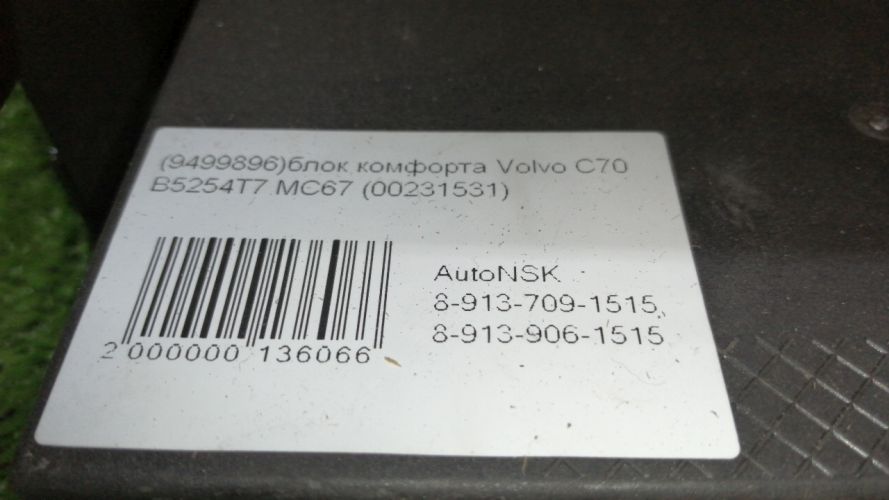 (9499896)блок комфорта Volvo C70
B5254T7 MC67 (00231531)
AutoNSK
8-913-709-1515,
8-913-906-1515
2 000000 136066